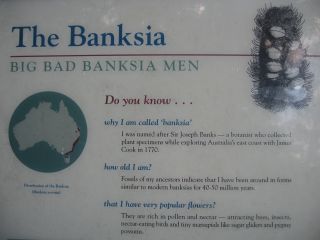 The Banksia
BIG BAD BANKSIA MEN
Do you know . . .
why I am called 'banksia'
I was named after Sir Joseph Banks — a botanist who collected
plant specimens while exploring Australia's east coast with James
Cook in 1770.
how old I am?
Fossils of my ancestors indicate that I have been around in forms
similar to modern banksias for 40-50 million years.
that I have very popular flowers?
They are rich in pollen and nectar — attracting bees, insects,
nectar-eating birds and tiny marsupials like sugar gliders and pygmy
possums.
Distribution of the Banksia